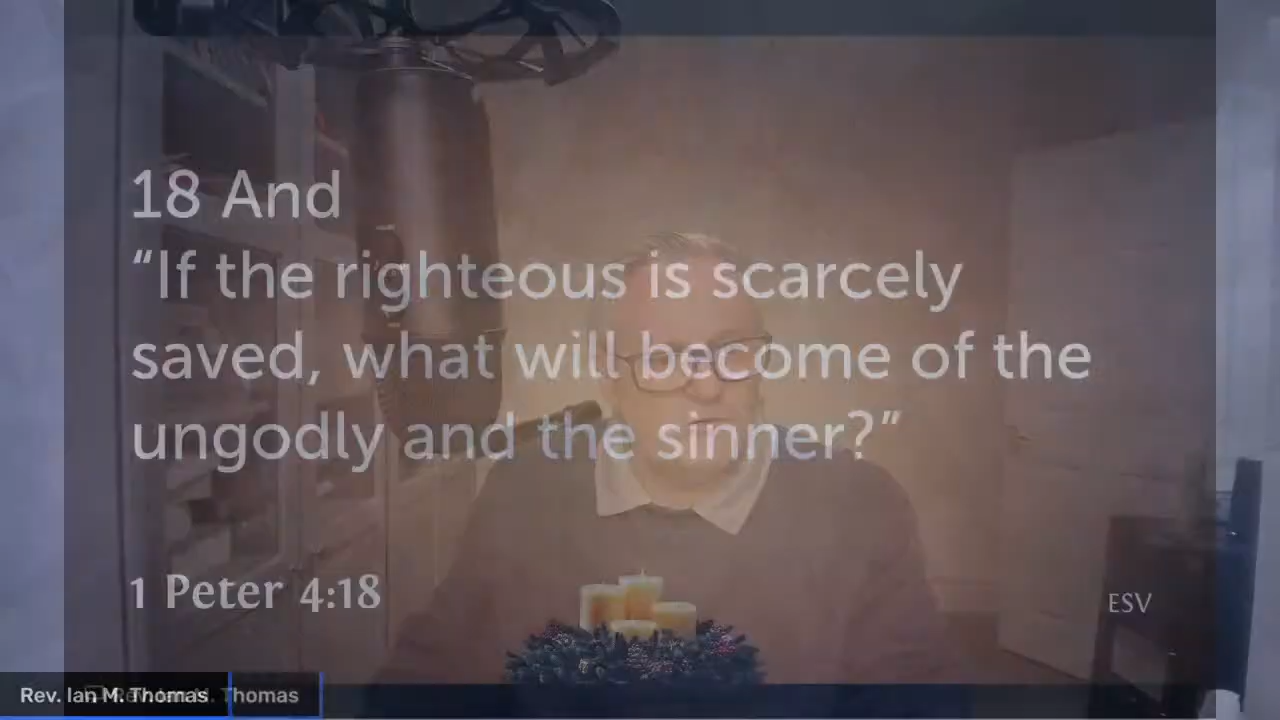 18 And
“If the righteous is scarcely
saved, what will become of the
ungodly and the sinner?”
1 Peter 4:18
ESV
Rev. Ian M. Thomas
Thomas